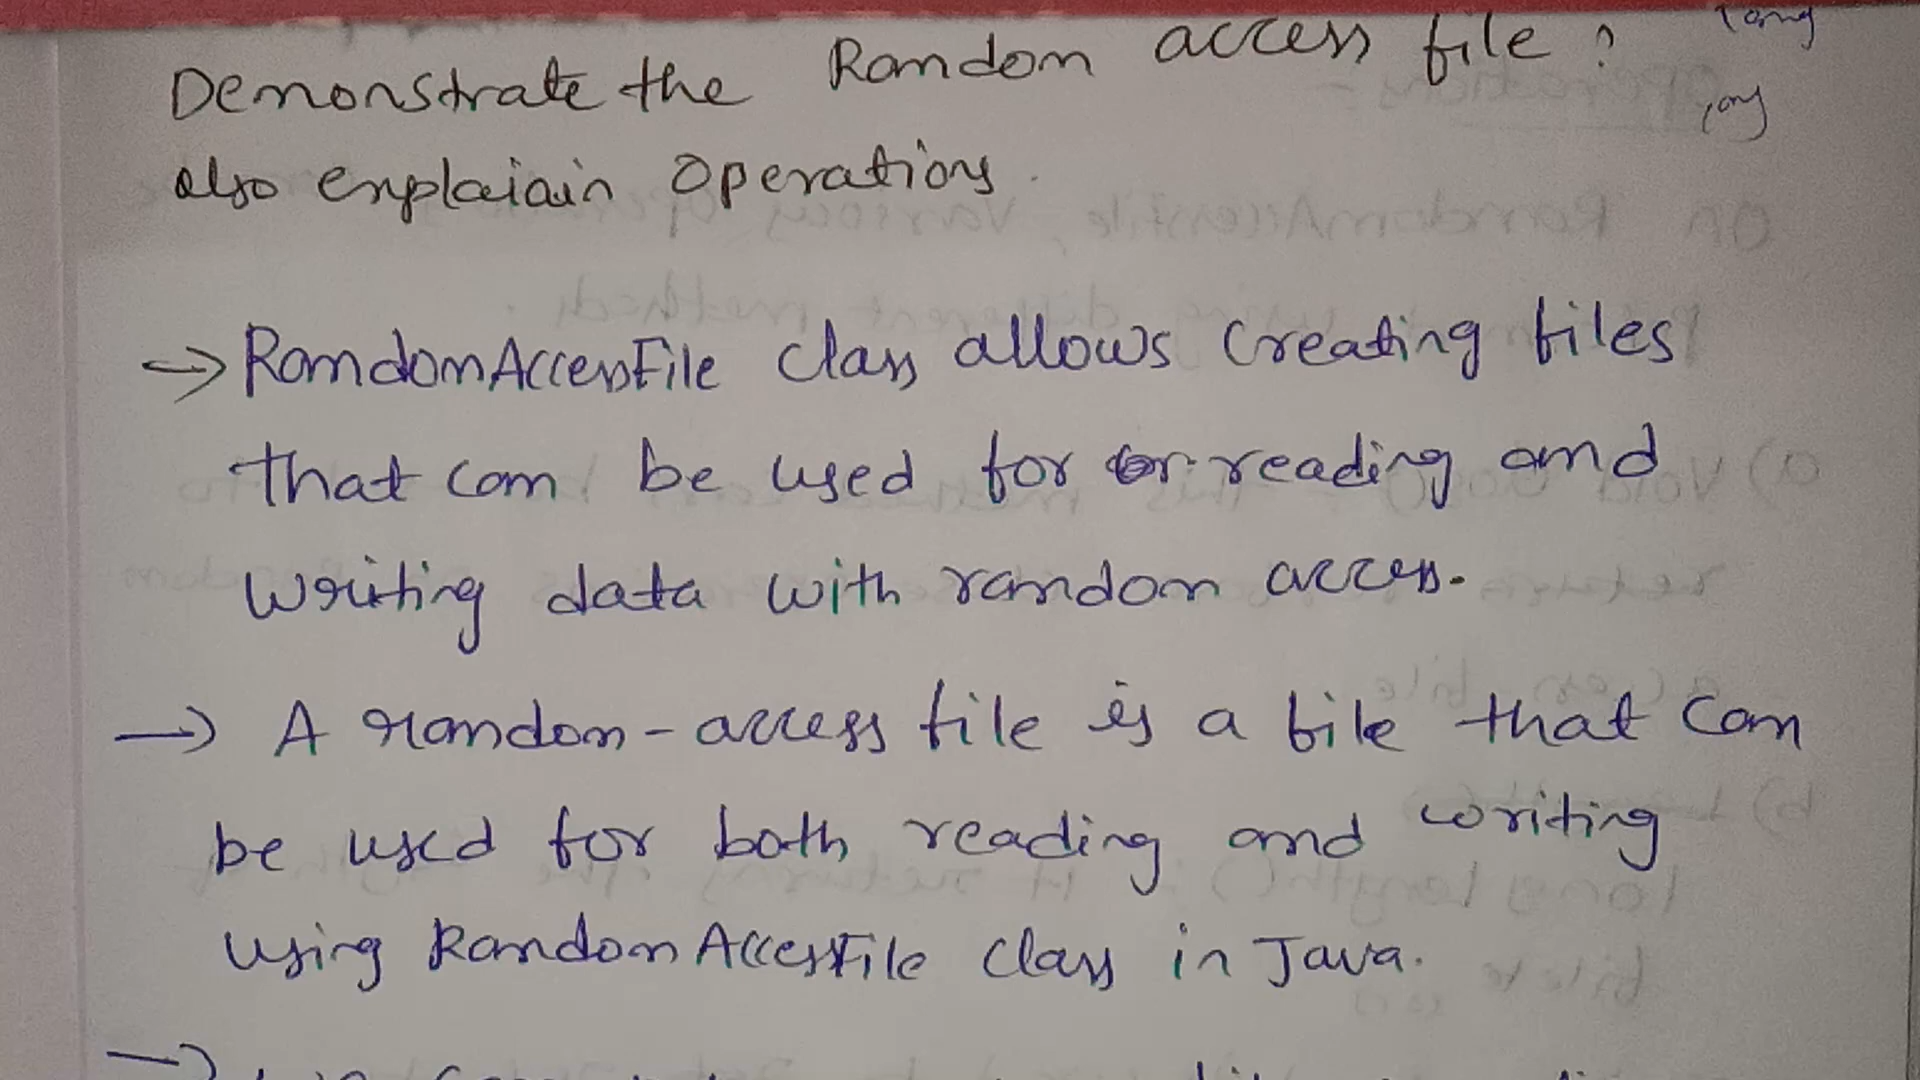 Demonstrate the Random access file?
also explaiain Operations.
→ RandomAccessFile class allows creating files
that can be used for reading and
writing data with random access.
→ A random-access file is a file that can
be used for both reading and writing
using RandomAccessFile class in Java.
→